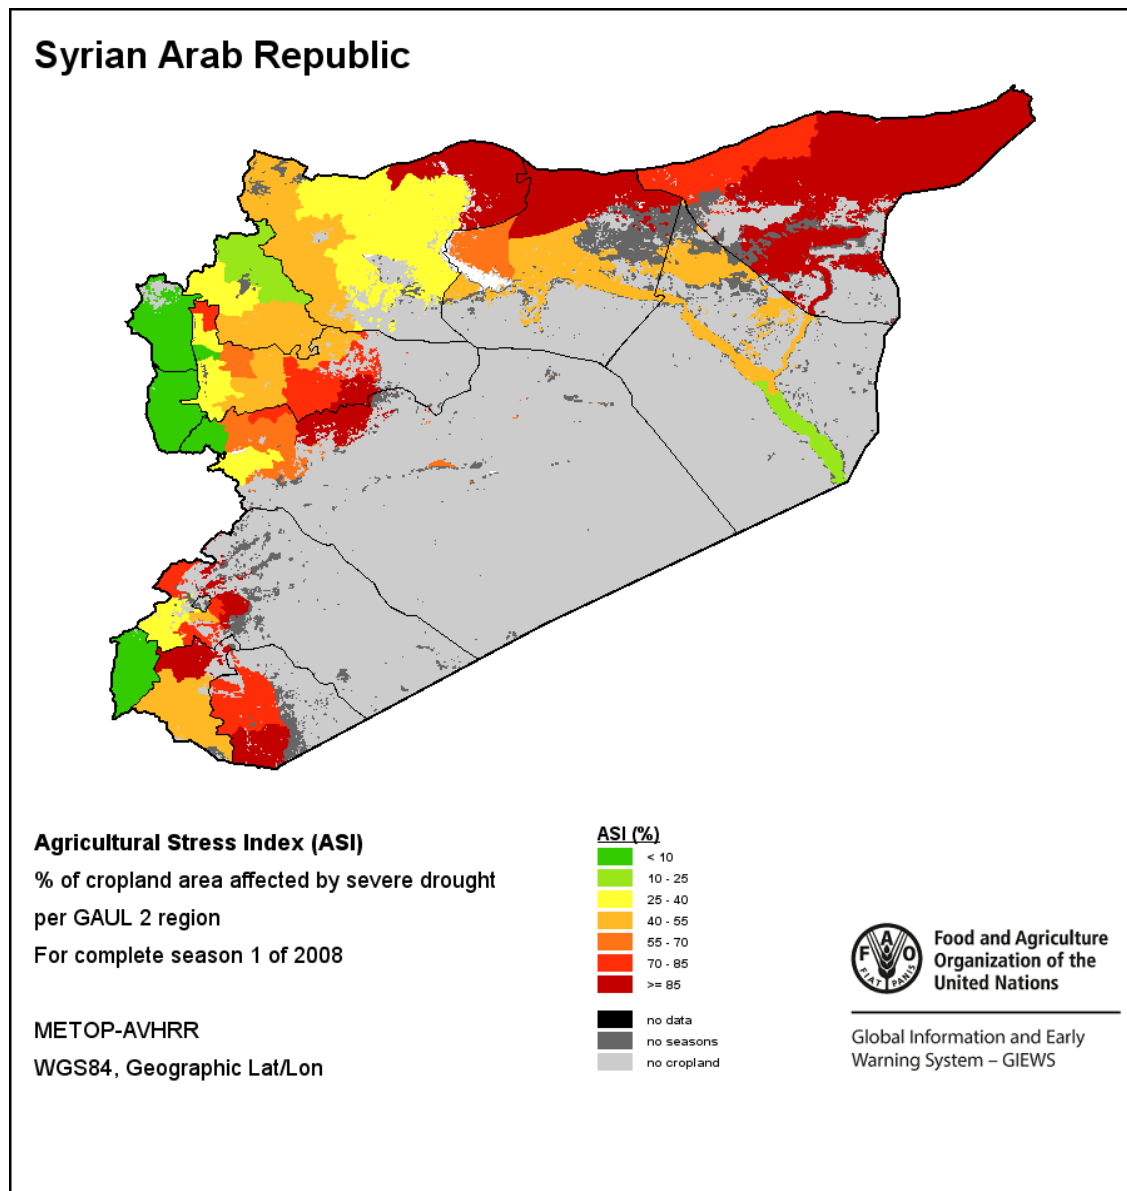 Syrian Arab Republic
Agricultural Stress Index (ASI)
% of cropland area affected by severe drought
per GAUL 2 region
For complete season 1 of 2008
METOP-AVHRR
WGS84, Geographic Lat/Lon
ASI (%)
< 10
10 - 25
25 - 40
40 - 55
55 - 70
70 - 85
>= 85
no data
no seasons
no cropland
F A O
FIAT PANIS
Food and Agriculture
Organization of the
United Nations
Global Information and Early
Warning System – GIEWS